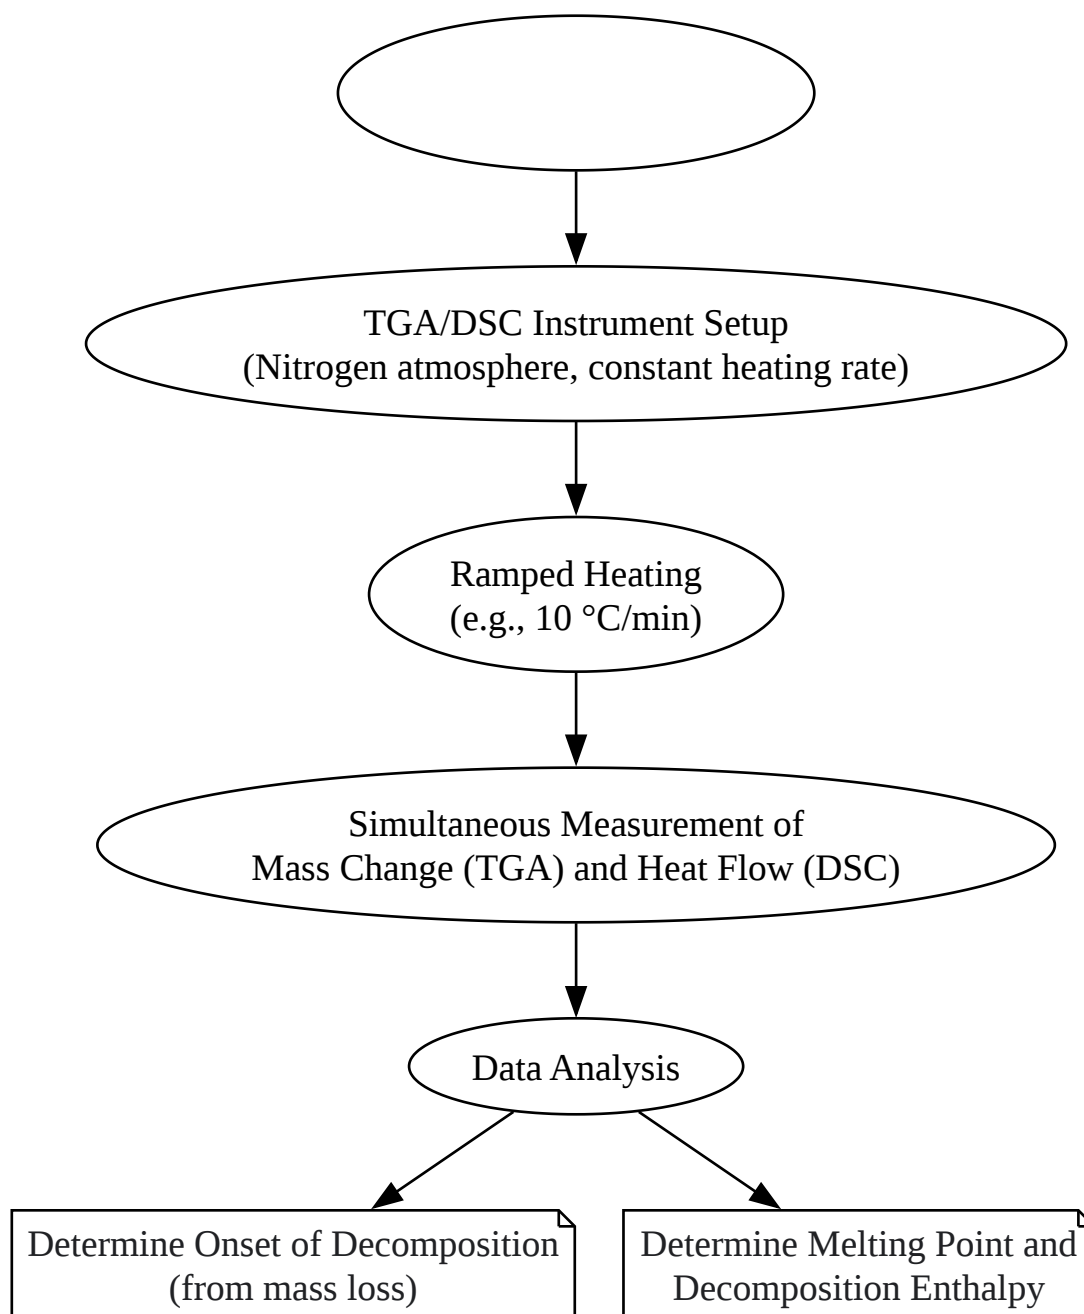 TGA/DSC Instrument Setup
(Nitrogen atmosphere, constant heating rate)
Ramped Heating
(e.g., 10 °C/min)
Simultaneous Measurement of
Mass Change (TGA) and Heat Flow (DSC)
Data Analysis
Determine Onset of Decomposition
(from mass loss)
Determine Melting Point and
Decomposition Enthalpy